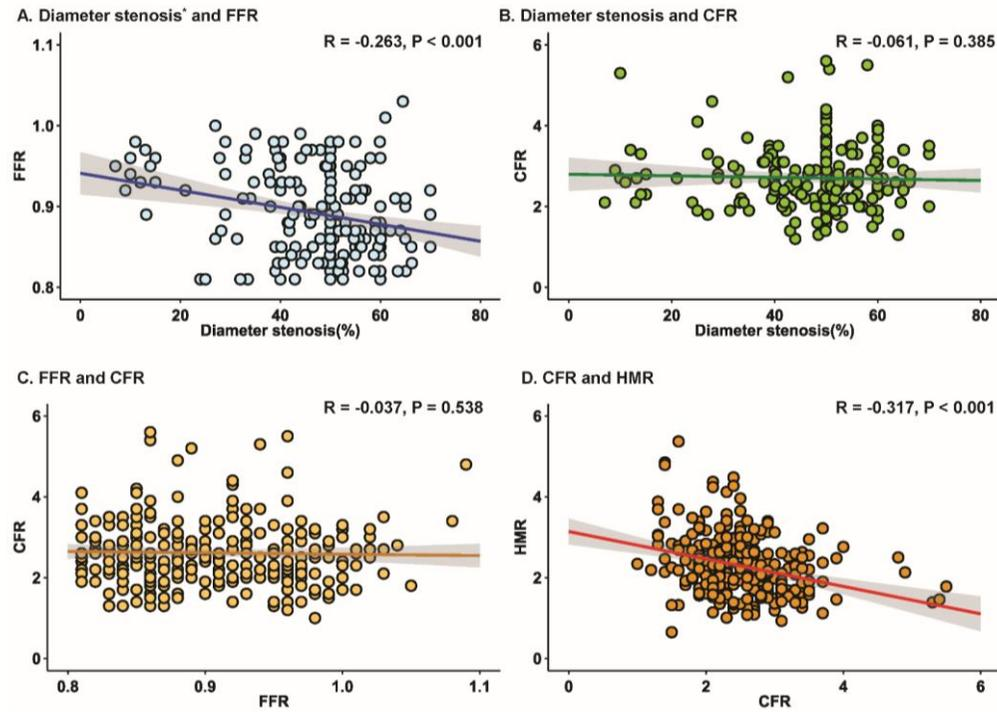 A. Diameter stenosis* and FFR
R = -0.263, P < 0.001
1.1
1.0
0.9
0.8
FFR
0 20 40 60 80
Diameter stenosis(%)
B. Diameter stenosis and CFR
R = -0.061, P = 0.385
6
4
2
0
CFR
0 20 40 60 80
Diameter stenosis(%)
C. FFR and CFR
R = -0.037, P = 0.538
6
4
2
0
CFR
0.8 0.9 1.0 1.1
FFR
D. CFR and HMR
R = -0.317, P < 0.001
6
4
2
0
HMR
0 2 4 6
CFR